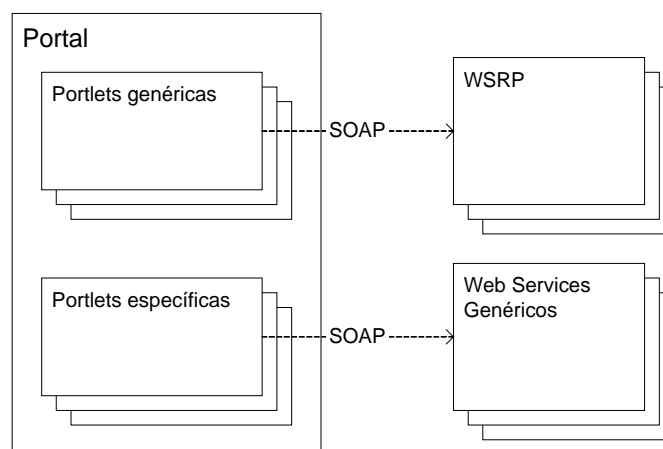 Portal
Portlets genéricas
SOAP
WSRP
Portlets específicas
SOAP
Web Services
Genéricos